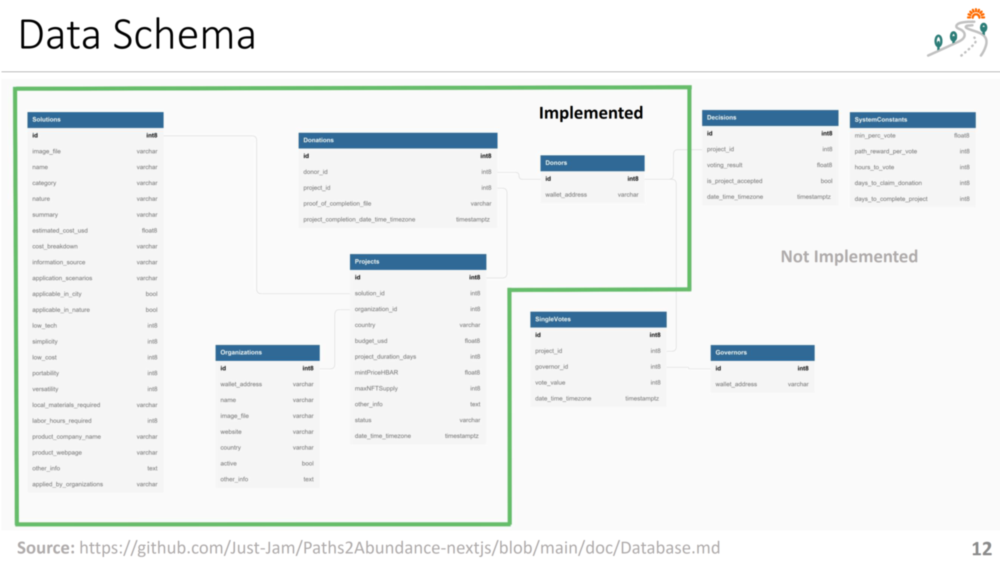 Data Schema
Implemented
Solutions
id int8
image_file varchar
name varchar
category varchar
nature varchar
summary varchar
estimated_cost_usd float8
cost_breakdown varchar
information_source varchar
application_scenarios varchar
applicable_in_city bool
applicable_in_nature bool
low_tech int8
simplicity int8
low_cost int8
portability int8
versatility int8
local_materials_required varchar
labor_hours_required int8
product_company_name varchar
product_webpage varchar
other_info text
applied_by_organizations varchar
Donations
id int8
donor_id int8
project_id int8
proof_of_completion_file varchar
project_completion_date_time_timezone timestamptz
Donors
id int8
wallet_address varchar
Projects
id int8
solution_id int8
organization_id int8
country varchar
budget_usd float8
project_duration_days int8
mintPriceHBAR float8
maxNFTSupply int8
other_info text
status varchar
date_time_timezone timestamptz
Organizations
id int8
wallet_address varchar
name varchar
image_file varchar
website varchar
country varchar
active bool
other_info text
Decisions
id int8
project_id int8
voting_result float8
is_project_accepted bool
date_time_timezone timestamptz
SystemConstants
min_perc_vote float8
path_reward_per_vote int8
hours_to_vote int8
days_to_claim_donation int8
days_to_complete_project int8
Not Implemented
SingleVotes
id int8
project_id int8
governor_id int8
vote_value int8
date_time_timezone timestamptz
Governors
id int8
wallet_address varchar
Source: https://github.com/Just-Jam/Paths2Abundance-nextjs/blob/main/doc/Database.md
12